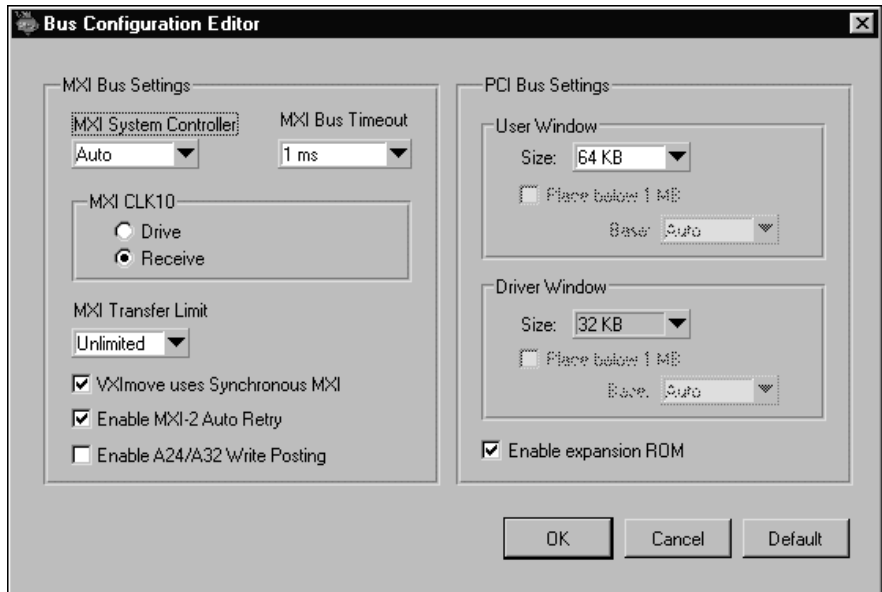 Bus Configuration Editor
MXI Bus Settings
MXI System Controller
Auto
MXI Bus Timeout
1 ms
MXI CLK10
Drive
Receive
MXI Transfer Limit
Unlimited
VXImove uses Synchronous MXI
Enable MXI-2 Auto Retry
Enable A24/A32 Write Posting
PCI Bus Settings
User Window
Size: 64 KB
Place below 1 MB
Base: Auto
Driver Window
Size: 32 KB
Place below 1 MB
Base: Auto
Enable expansion ROM
OK Cancel Default